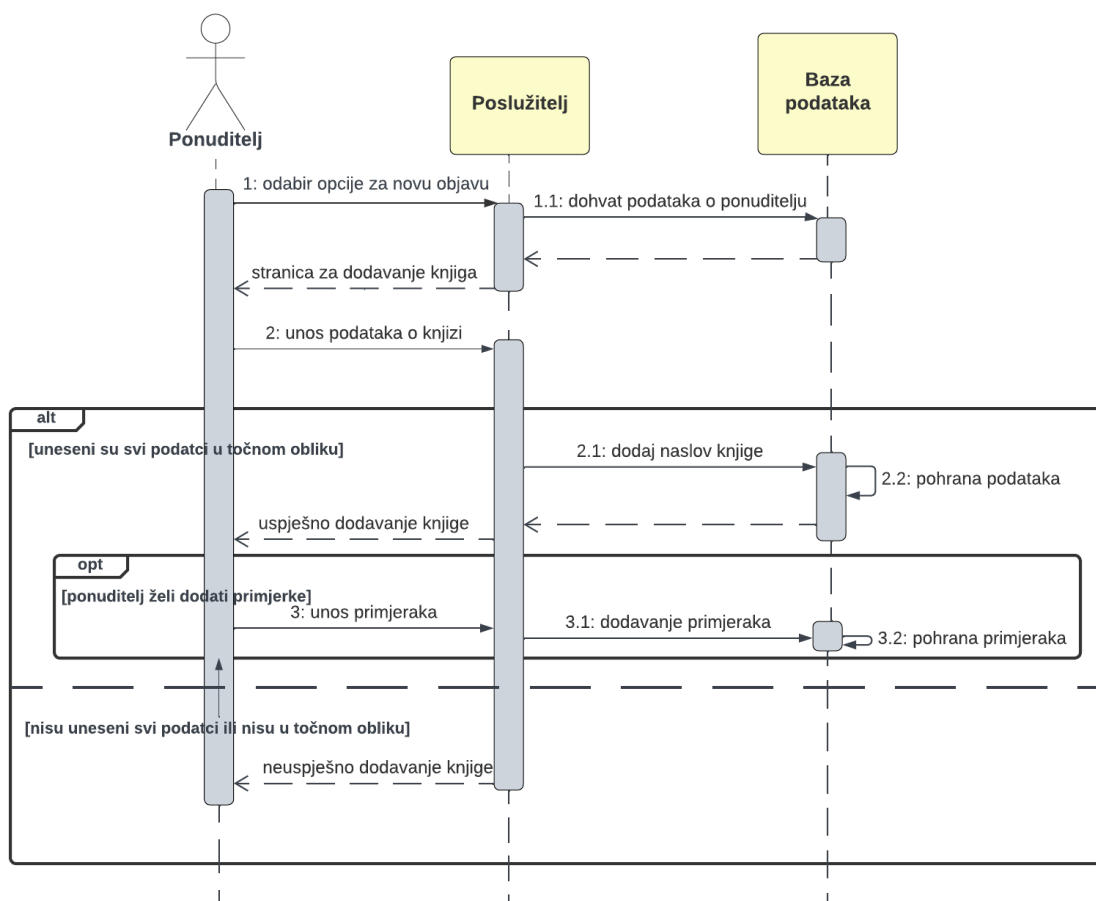 Ponuditelj
Poslužitelj
Baza
podataka
1: odabir opcije za novu objavu
1.1: dohvat podataka o ponuditelju
stranica za dodavanje knjiga
2: unos podataka o knjizi
alt
[uneseni su svi podatci u točnom obliku]
2.1: dodaj naslov knjige
2.2: pohrana podataka
uspješno dodavanje knjige
opt
[ponuditelj želi dodati primjerke]
3: unos primjeraka
3.1: dodavanje primjeraka
3.2: pohrana primjeraka
[nisu uneseni svi podatci ili nisu u točnom obliku]
neuspješno dodavanje knjige